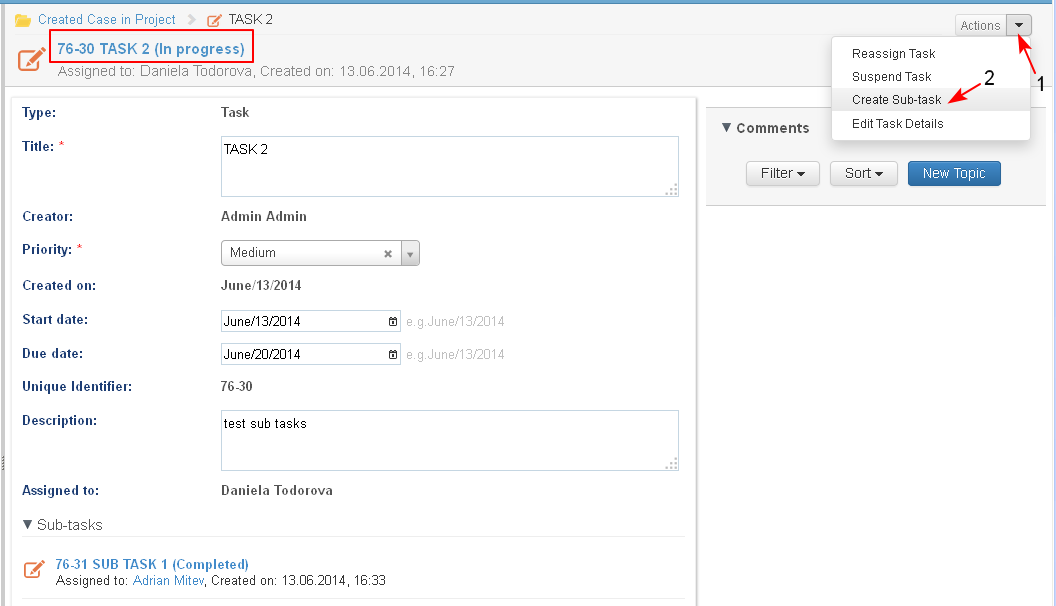 Created Case in Project TASK 2
Actions
76-30 TASK 2 (In progress)
Assigned to: Daniela Todorova, Created on: 13.06.2014, 16:27
Reassign Task
Suspend Task
Create Sub-task
Edit Task Details
1
2
Type: Task
Title: * TASK 2
Creator: Admin Admin
Priority: * Medium
Created on: June/13/2014
Start date: June/13/2014 e.g.June/13/2014
Due date: June/20/2014 e.g.June/13/2014
Unique Identifier: 76-30
Description: test sub tasks
Assigned to: Daniela Todorova
Sub-tasks
76-31 SUB TASK 1 (Completed)
Assigned to: Adrian Mitev, Created on: 13.06.2014, 16:33
Comments
Filter Sort New Topic